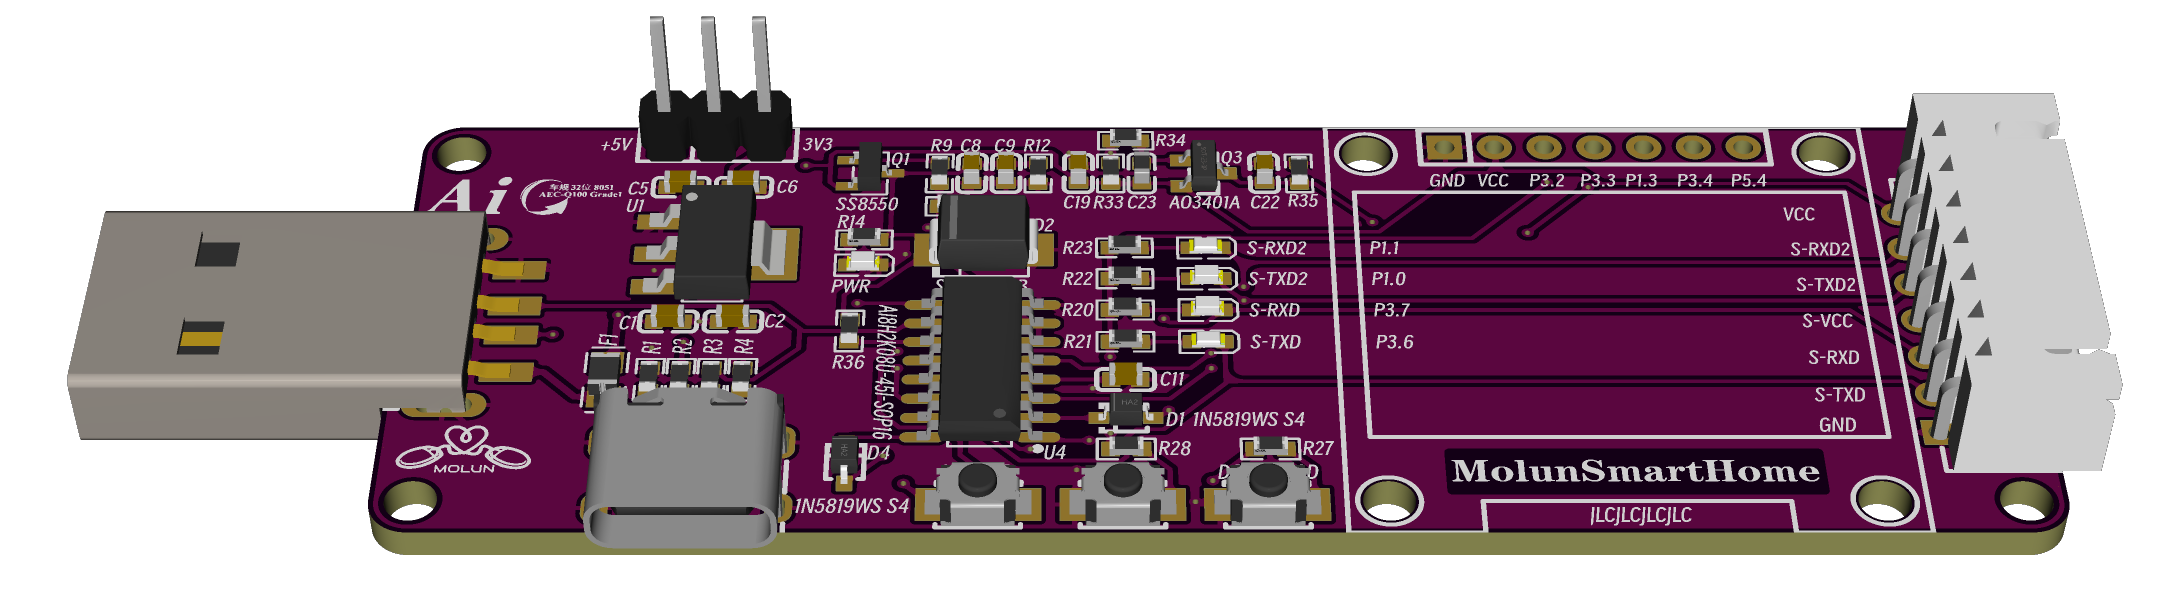 +5V
3V3
Ai
车规 32位 8051
AEC-Q100 Grade1
C5
C6
U1
Q1
SS8550
R14
PWR
R9
C8
C9
R12
R34
Q3
C19
R33
C23
AO3401A
C22
R35
D2
GND
VCC
P3.2
P3.3
P1.3
P3.4
P5.4
R23
S-RXD2
P1.1
R22
S-TXD2
P1.0
R20
S-RXD
P3.7
R21
S-TXD
P3.6
VCC
S-RXD2
S-TXD2
S-VCC
S-RXD
S-TXD
GND
C1
C2
F1
R1
R2
R3
R4
R36
AI8H2K08U-45I-SOP16
C11
HA2
D1 1N5819WS S4
R28
R27
U4
HA2
D4
1N5819WS S4
MOLUN
MolunSmartHome
JLCJLCJLCJLC